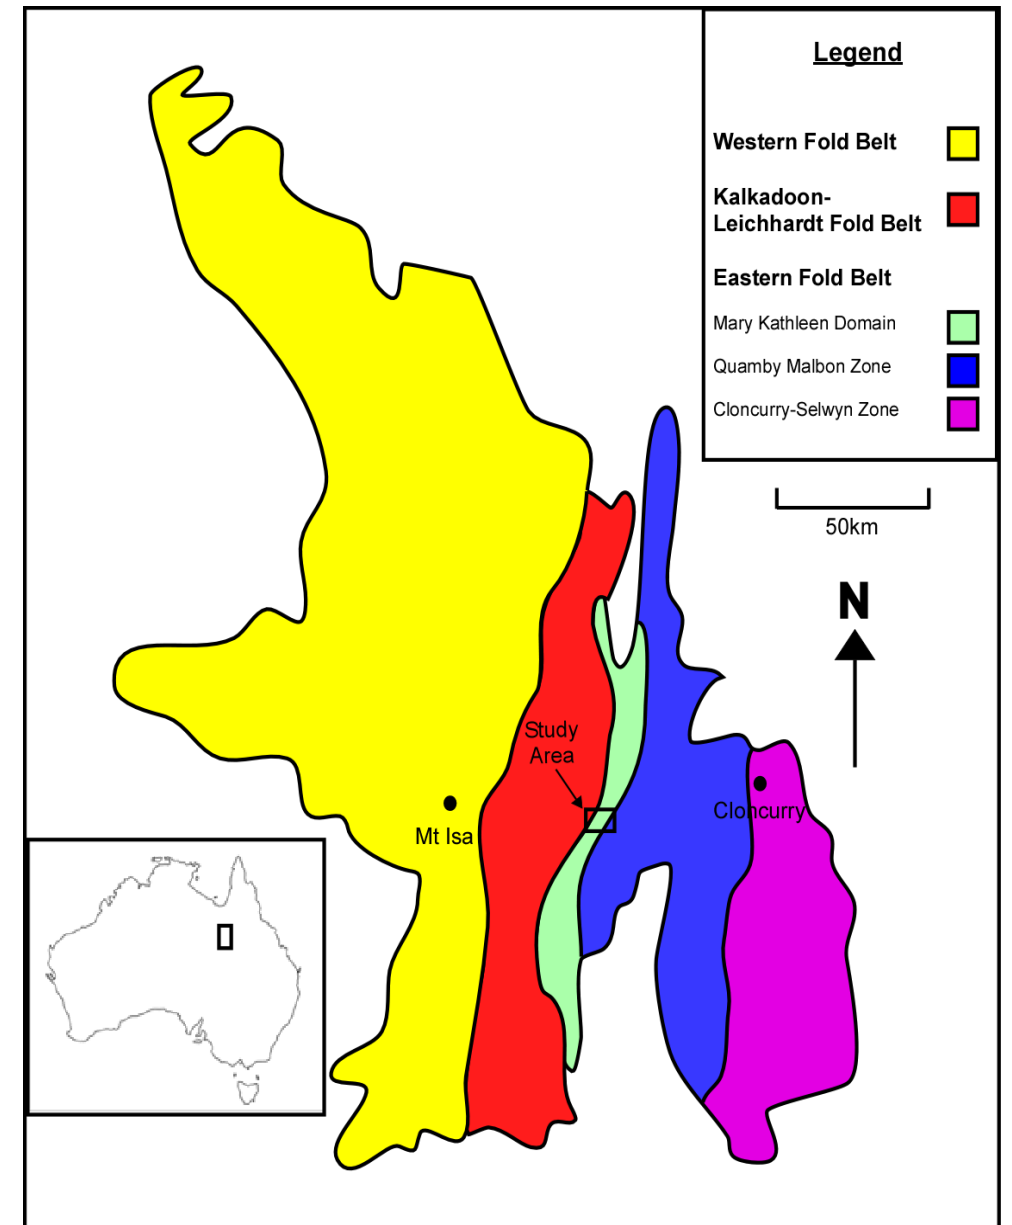 Legend
Western Fold Belt
Kalkadoon-
Leichhardt Fold Belt
Eastern Fold Belt
Mary Kathleen Domain
Quamby Malbon Zone
Cloncurry-Selwyn Zone
50km
N
Study
Area
Cloncurry
Mt Isa